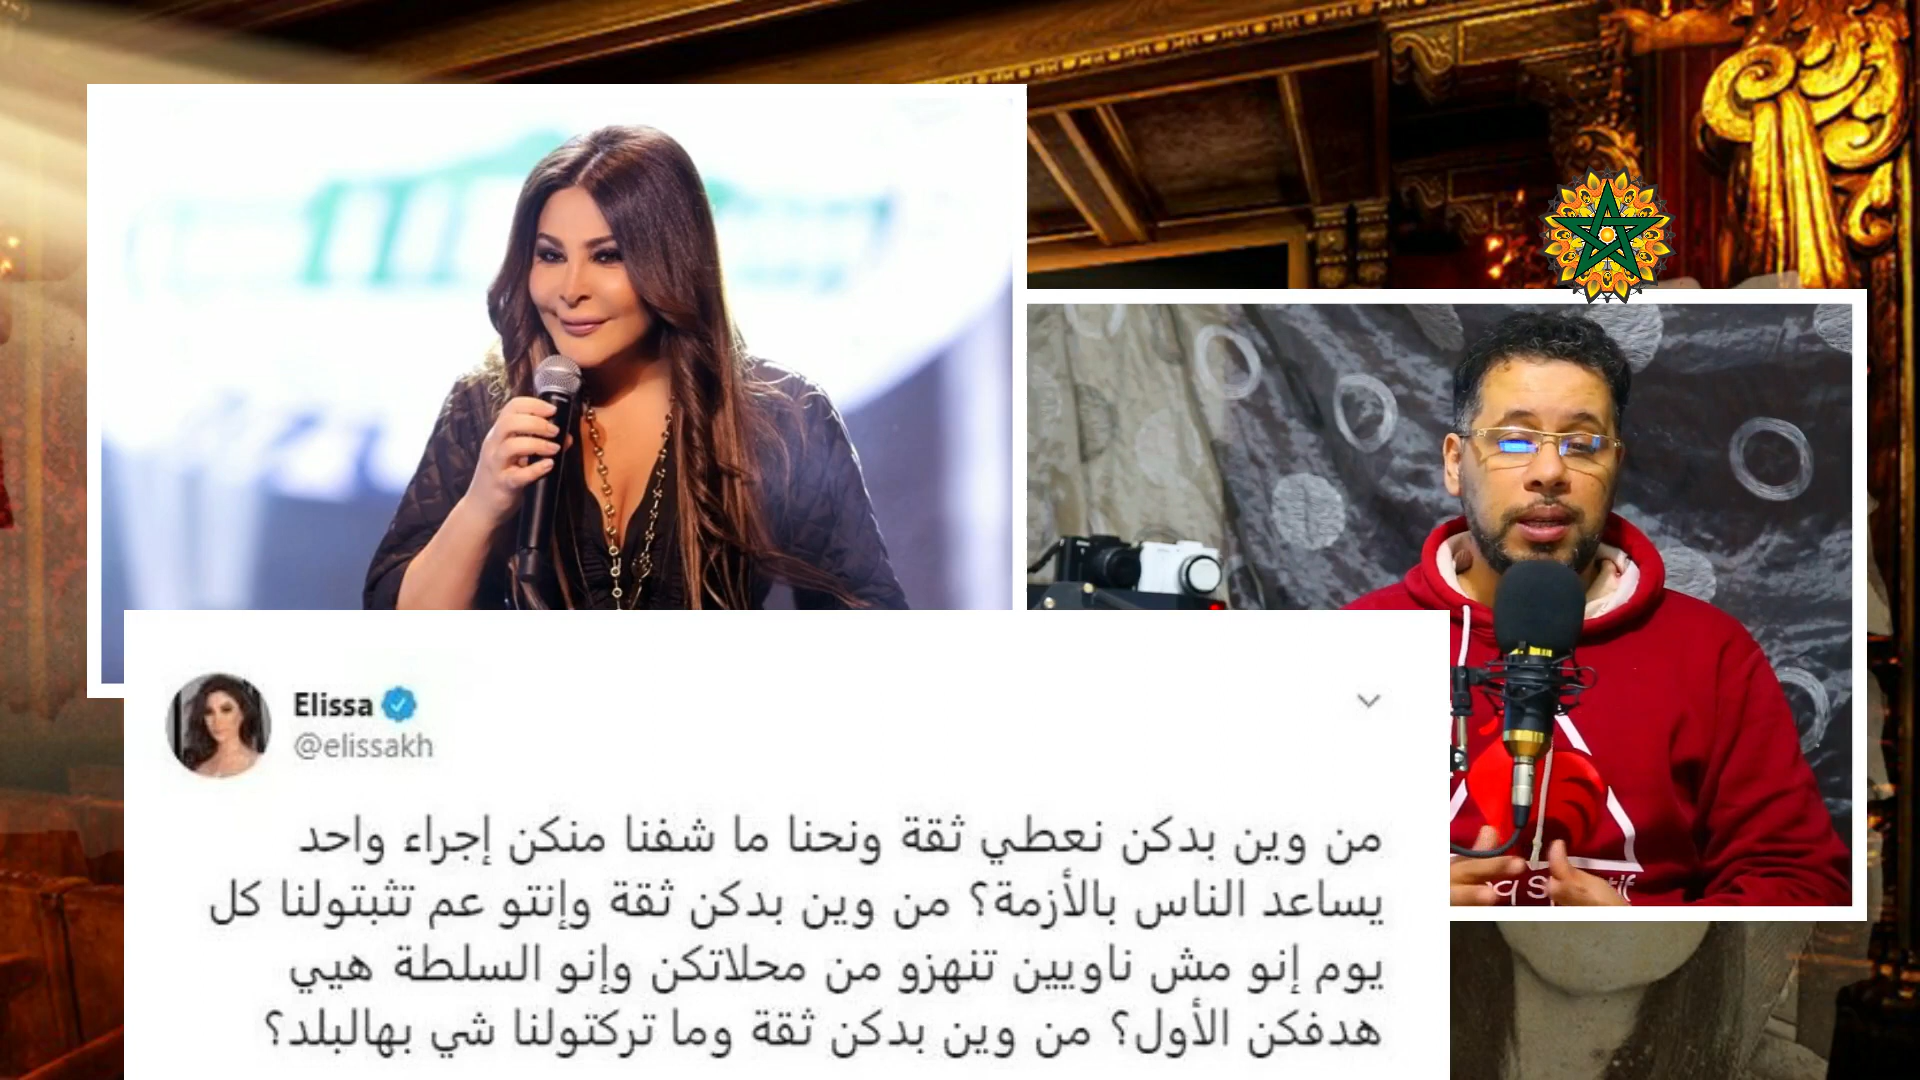 Elissa
@elissakh
من وين بدكن نعطي ثقة ونحنا ما شفنا منكن إجراء واحد
يساعد الناس بالأزمة؟ من وين بدكن ثقة وإنتو عم تثبتولنا كل
يوم إنو مش ناويين تنهزو من محلاتكن وإنو السلطة هيي
هدفكن الأول؟ من وين بدكن ثقة وما تركتولنا شي بهالبلد؟